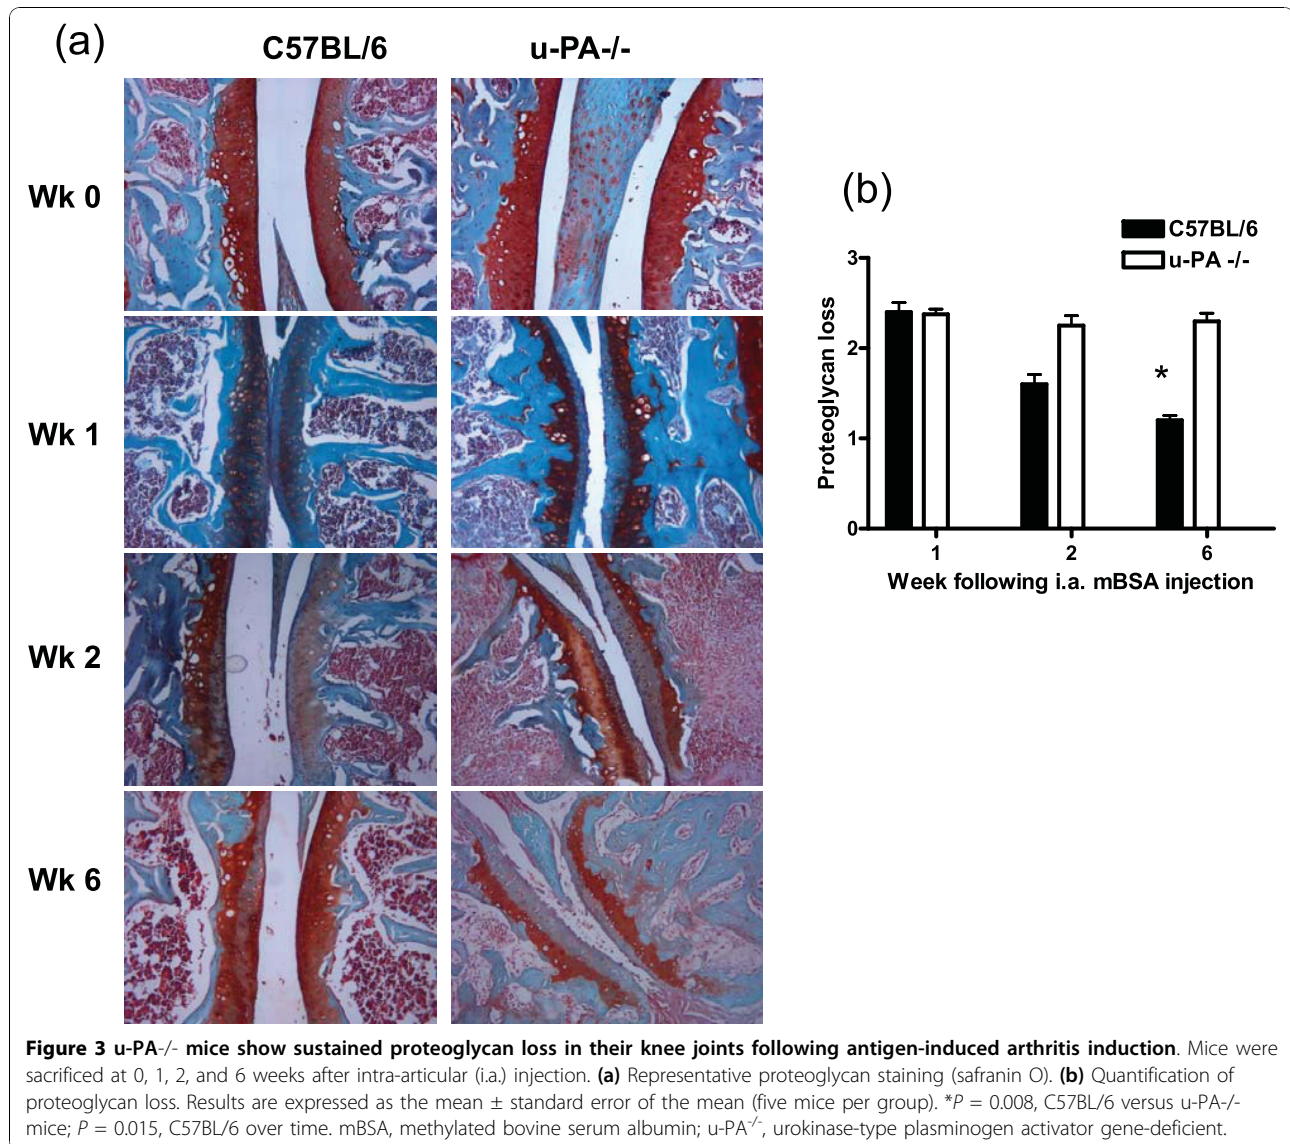 (a)
C57BL/6 u-PA-/-
Wk 0
Wk 1
Wk 2
Wk 6
(b)
C57BL/6
u-PA -/-
Proteoglycan loss
3
2
1
0
*
1 2 6
Week following i.a. mBSA injection
Figure 3 u-PA-/- mice show sustained proteoglycan loss in their knee joints following antigen-induced arthritis induction. Mice were
sacrificed at 0, 1, 2, and 6 weeks after intra-articular (i.a.) injection. (a) Representative proteoglycan staining (safranin O). (b) Quantification of
proteoglycan loss. Results are expressed as the mean ± standard error of the mean (five mice per group). *P = 0.008, C57BL/6 versus u-PA-/-
mice; P = 0.015, C57BL/6 over time. mBSA, methylated bovine serum albumin; u-PA⁻/⁻, urokinase-type plasminogen activator gene-deficient.